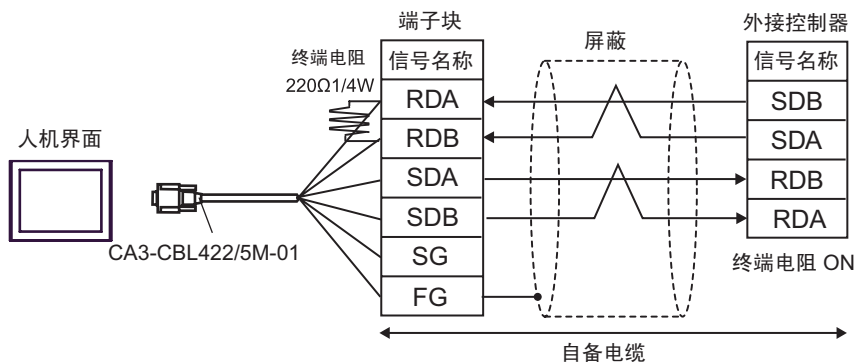 端子块
外接控制器
屏蔽
终端电阻
220Ω1/4W
信号名称
信号名称
RDA
SDB
RDB
SDA
人机界面
SDA
RDB
SDB
RDA
CA3-CBL422/5M-01
SG
终端电阻 ON
FG
自备电缆